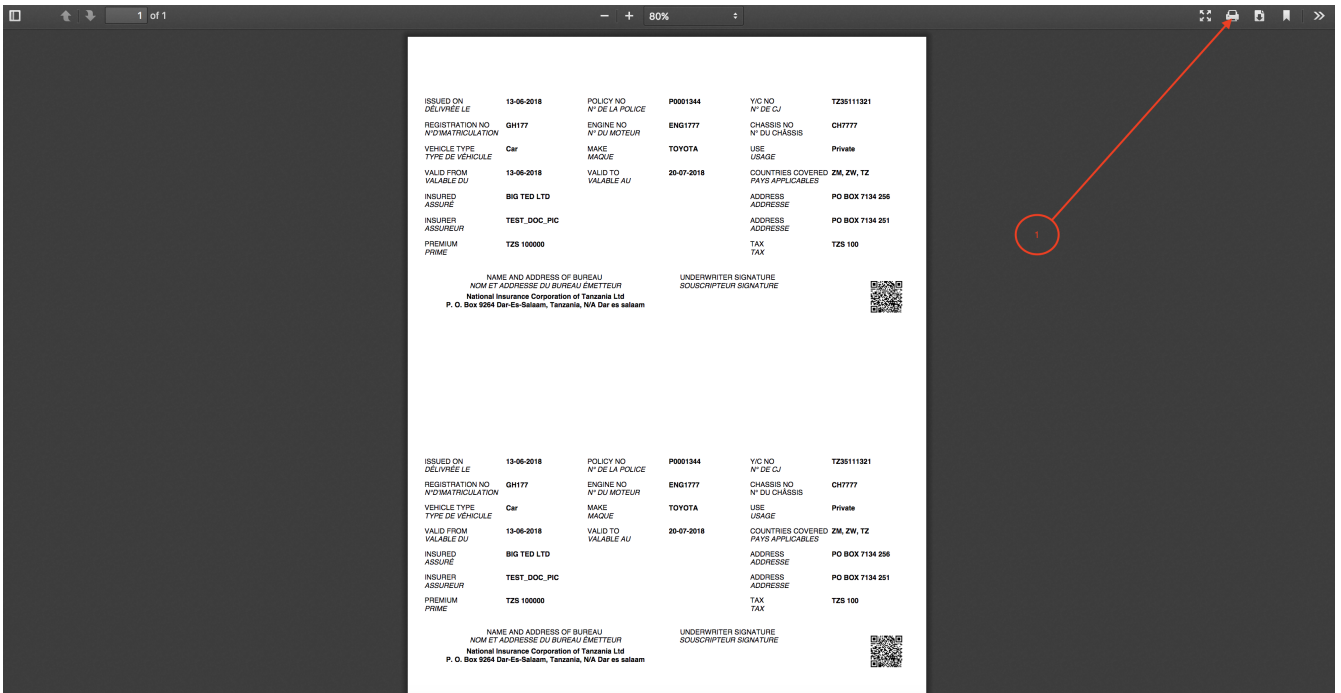 1 of 1 80%
ISSUED ON 13-06-2018 POLICY NO P0001344 Y/C NO TZ35111321
DÉLIVRÉE LE N° DE LA POLICE N° DE CJ
REGISTRATION NO GH177 ENGINE NO ENG1777 CHASSIS NO CH7777
N°D'IMATRICULATION N° DU MOTEUR N° DU CHÂSSIS
VEHICLE TYPE Car MAKE TOYOTA USE Private
TYPE DE VÉHICULE MAQUE USAGE
VALID FROM 13-06-2018 VALID TO 20-07-2018 COUNTRIES COVERED ZM, ZW, TZ
VALABLE DU VALABLE AU PAYS APPLICABLES
INSURED BIG TED LTD ADDRESS PO BOX 7134 256
ASSURÉ ADDRESSE
INSURER TEST_DOC_PIC ADDRESS PO BOX 7134 251
ASSUREUR ADDRESSE
PREMIUM TZS 100000 TAX TZS 100
PRIME TAX
NAME AND ADDRESS OF BUREAU UNDERWRITER SIGNATURE
NOM ET ADDRESSE DU BUREAU ÉMETTEUR SOUSCRIPTEUR SIGNATURE
National Insurance Corporation of Tanzania Ltd
P. O. Box 9264 Dar-Es-Salaam, Tanzania, N/A Dar es salaam
1
ISSUED ON 13-06-2018 POLICY NO P0001344 Y/C NO TZ35111321
DÉLIVRÉE LE N° DE LA POLICE N° DE CJ
REGISTRATION NO GH177 ENGINE NO ENG1777 CHASSIS NO CH7777
N°D'IMATRICULATION N° DU MOTEUR N° DU CHÂSSIS
VEHICLE TYPE Car MAKE TOYOTA USE Private
TYPE DE VÉHICULE MAQUE USAGE
VALID FROM 13-06-2018 VALID TO 20-07-2018 COUNTRIES COVERED ZM, ZW, TZ
VALABLE DU VALABLE AU PAYS APPLICABLES
INSURED BIG TED LTD ADDRESS PO BOX 7134 256
ASSURÉ ADDRESSE
INSURER TEST_DOC_PIC ADDRESS PO BOX 7134 251
ASSUREUR ADDRESSE
PREMIUM TZS 100000 TAX TZS 100
PRIME TAX
NAME AND ADDRESS OF BUREAU UNDERWRITER SIGNATURE
NOM ET ADDRESSE DU BUREAU ÉMETTEUR SOUSCRIPTEUR SIGNATURE
National Insurance Corporation of Tanzania Ltd
P. O. Box 9264 Dar-Es-Salaam, Tanzania, N/A Dar es salaam